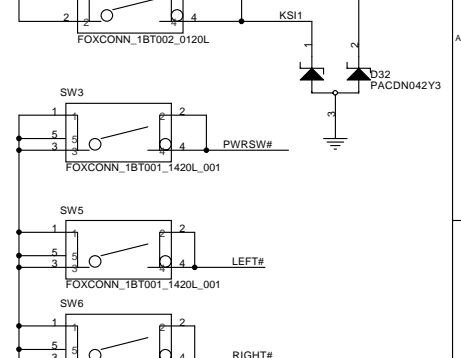 2 2 4 4 KSI1
FOXCONN_1BT002_0120L
1 2
D32
PACDN042Y3
A
3
SW3
1 1 2 2
5 5
3 3 4 4 PWRSW#
FOXCONN_1BT001_1420L_001
SW5
1 1 2 2
5 5
3 3 4 4 LEFT#
FOXCONN_1BT001_1420L_001
SW6
1 1 2 2
5 5
3 3 4 4 RIGHT#